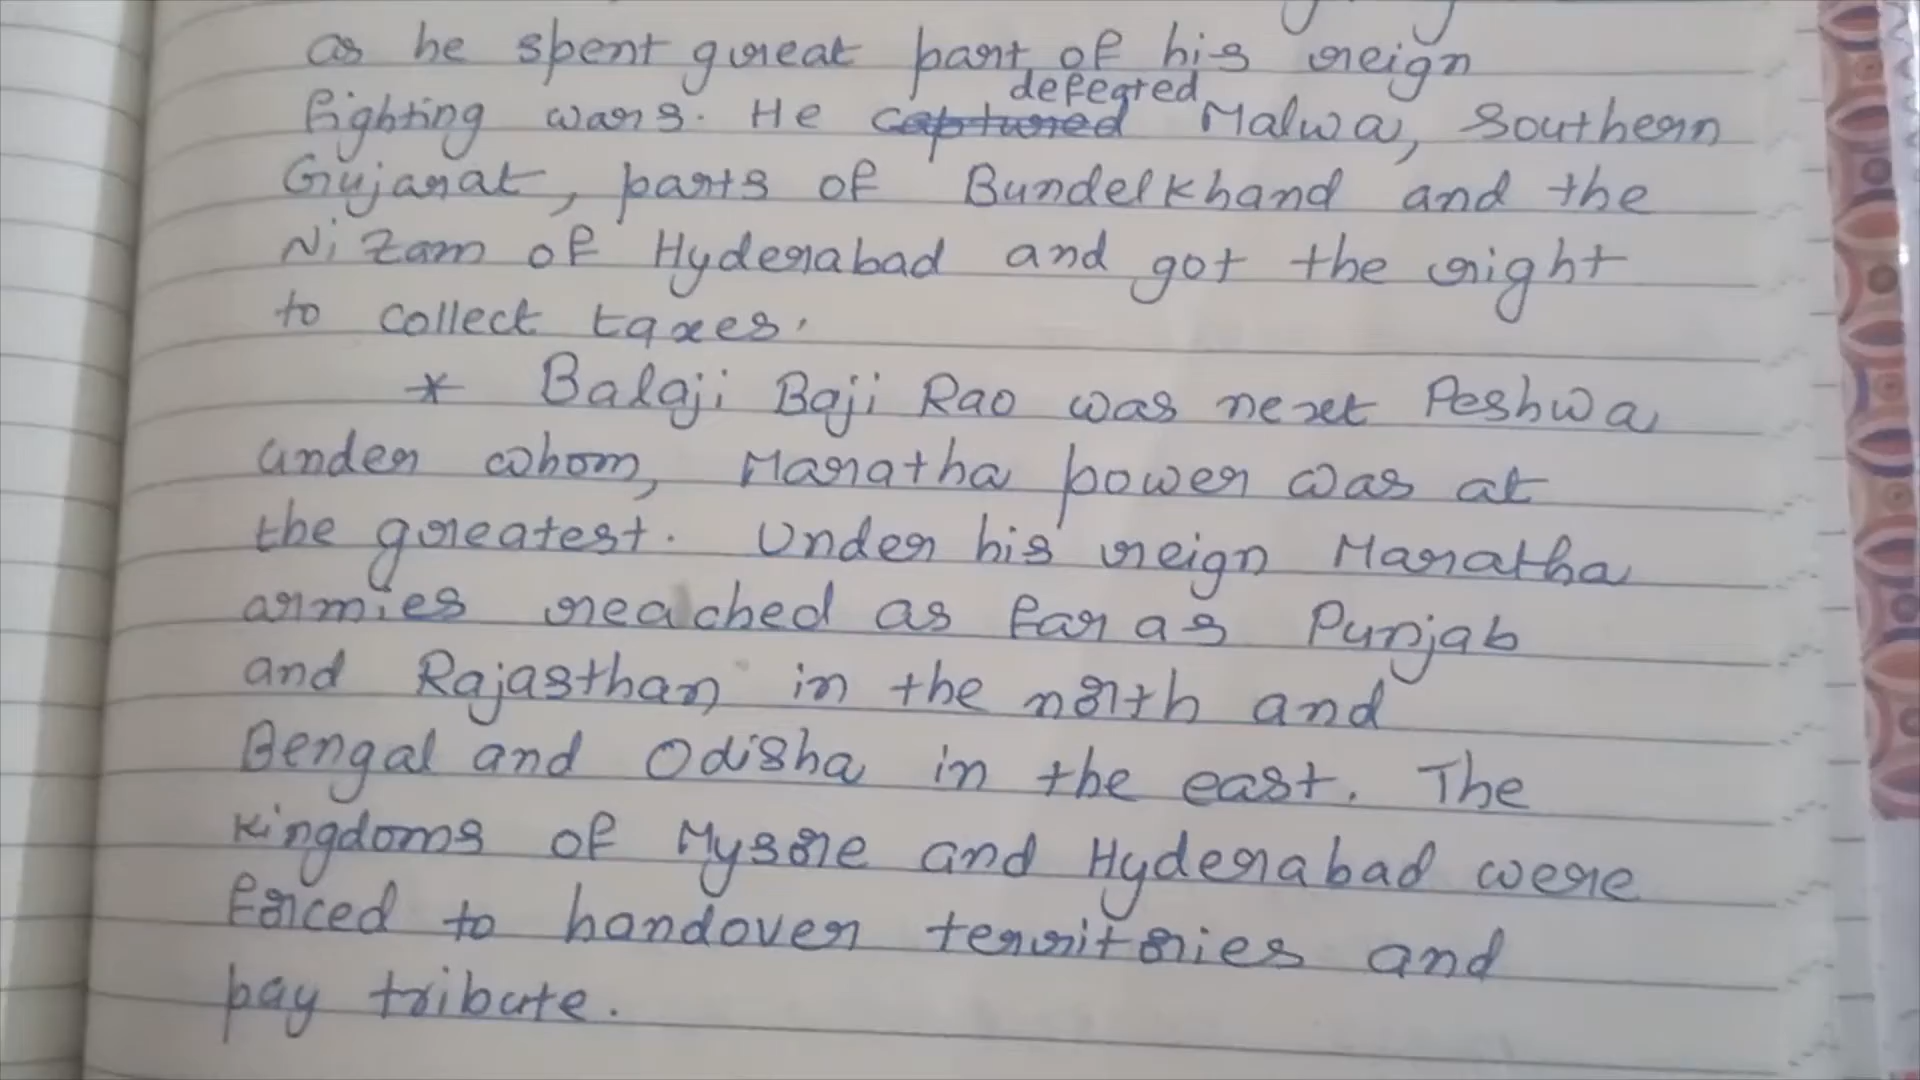 as he spent great part of his reign
defeated
fighting wars. He captured Malwa, Southern
Gujarat, parts of Bundelkhand and the
Nizam of Hyderabad and got the right
to collect taxes.
* Balaji Baji Rao was next Peshwa
under whom, Maratha power was at
the greatest. Under his reign Maratha
armies reached as far as Punjab
and Rajasthan in the north and
Bengal and Odisha in the east. The
kingdoms of Mysore and Hyderabad were
forced to handover territories and
pay tribute.